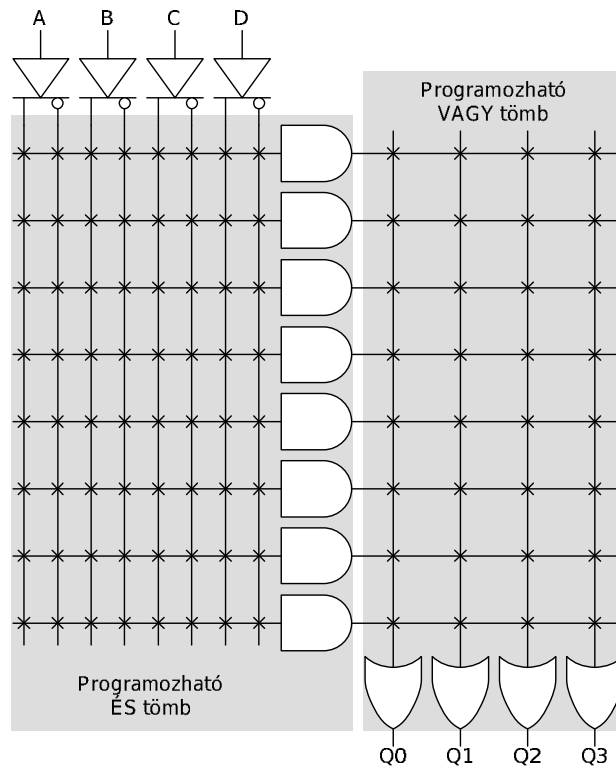 A B C D
Programozható
VAGY tömb
Programozható
ÉS tömb
Q0 Q1 Q2 Q3